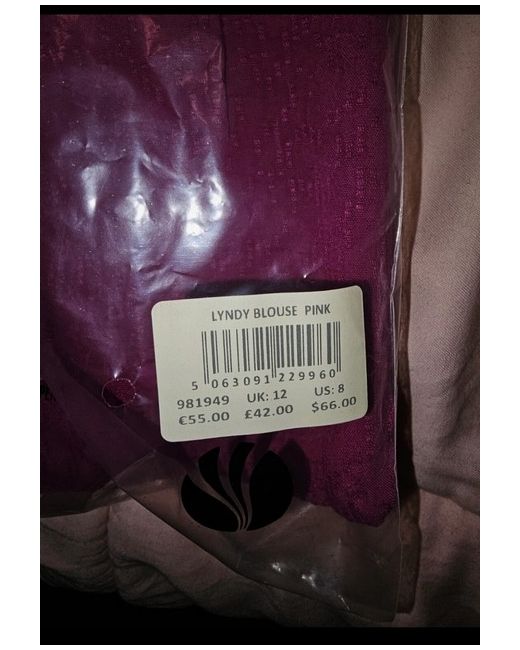 LYNDY BLOUSE PINK
5 063091 229960
981949 UK: 12 US: 8
€55.00 £42.00 $66.00